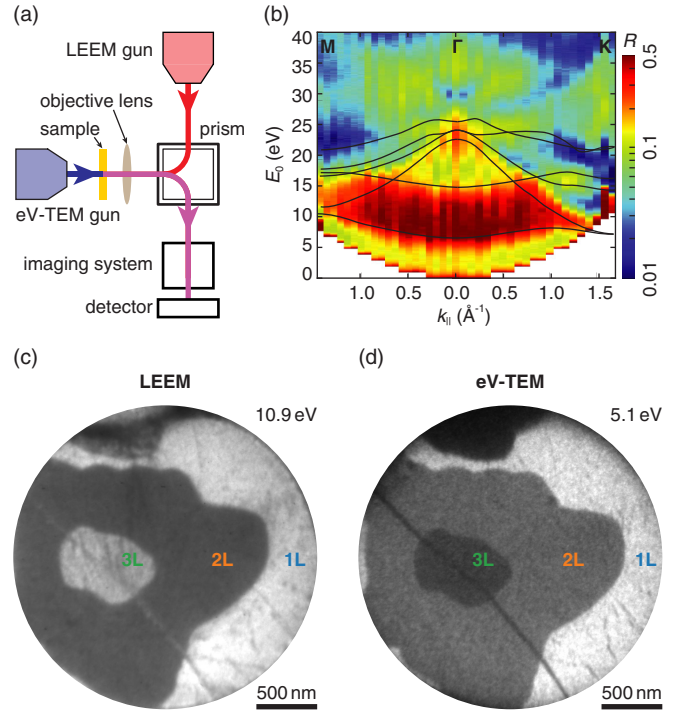 (a)
LEEM gun
objective lens
sample
prism
eV-TEM gun
imaging system
detector
(b)
M Γ K
R
40
35
30
25
20
15
10
5
0
E₀ (eV)
1.0 0.5 0.0 0.5 1.0 1.5
k|| (Å⁻¹)
0.5
0.1
0.01
(c)
LEEM
10.9 eV
3L 2L 1L
500 nm
(d)
eV-TEM
5.1 eV
3L 2L 1L
500 nm